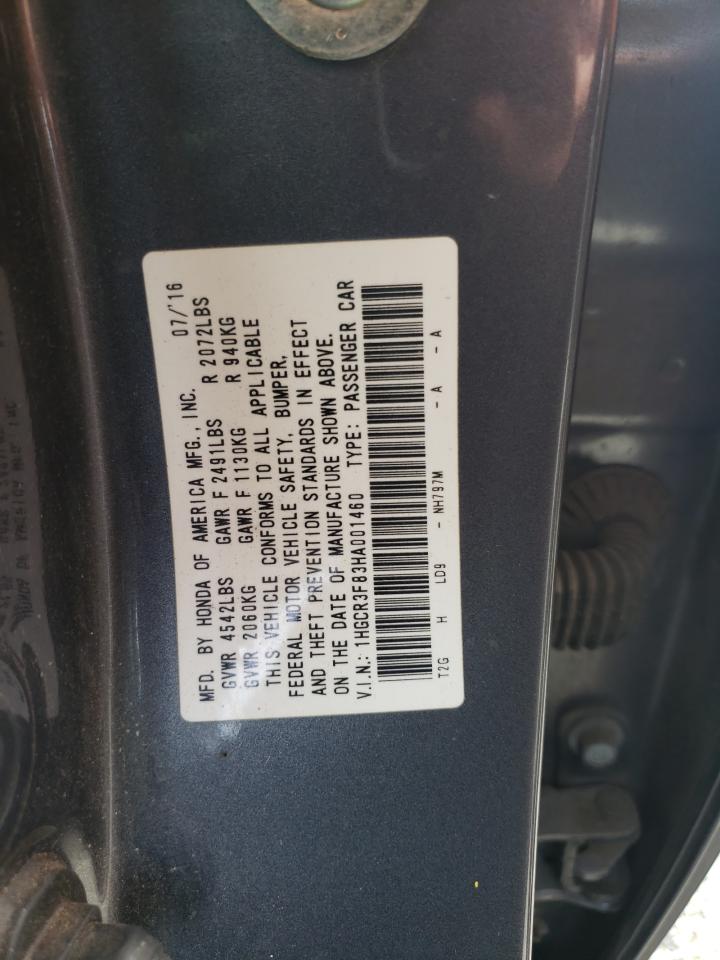 MFD. BY HONDA OF AMERICA MFG., INC. 07/'16
GVWR 4542LBS GAWR F 2491LBS R 2072LBS
GVWR 2060KG GAWR F 1130KG R 940KG
THIS VEHICLE CONFORMS TO ALL APPLICABLE
FEDERAL MOTOR VEHICLE SAFETY, BUMPER,
AND THEFT PREVENTION STANDARDS IN EFFECT
ON THE DATE OF MANUFACTURE SHOWN ABOVE.
V.I.N.: 1HGCR3F83HA001460 TYPE: PASSENGER CAR
T2G H LD9 - NH797M - A - A